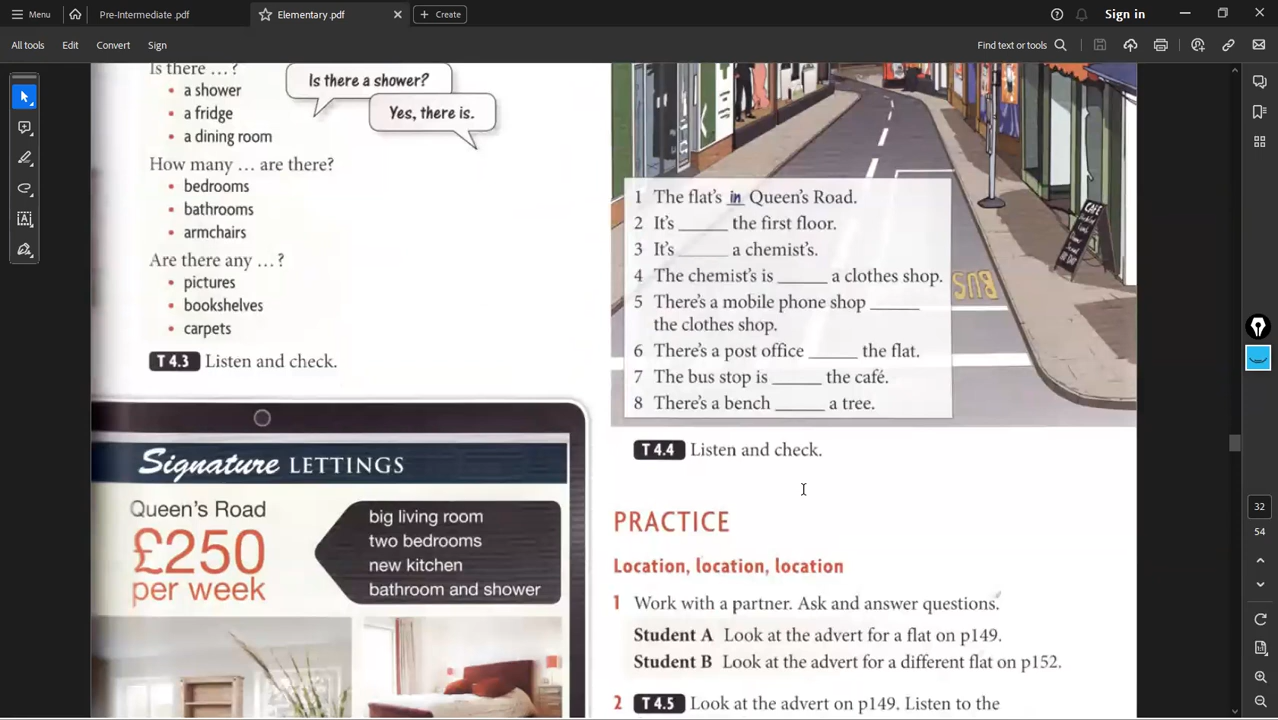 Menu
Pre-Intermediate .pdf
Elementary.pdf
Create
Sign in
All tools
Edit
Convert
Sign
Find text or tools
Is there … ?
• a shower
• a fridge
• a dining room
How many … are there?
• bedrooms
• bathrooms
• armchairs
Are there any … ?
• pictures
• bookshelves
• carpets
T 4.3 Listen and check.
Is there a shower?
Yes, there is.
Signature LETTINGS
Queen's Road
£250
per week
big living room
two bedrooms
new kitchen
bathroom and shower
CAFE
BUS
1 The flat's in Queen's Road.
2 It's ______ the first floor.
3 It's ______ a chemist's.
4 The chemist's is ______ a clothes shop.
5 There's a mobile phone shop ______
the clothes shop.
6 There's a post office ______ the flat.
7 The bus stop is ______ the café.
8 There's a bench ______ a tree.
T 4.4 Listen and check.
PRACTICE
Location, location, location
1 Work with a partner. Ask and answer questions.
Student A Look at the advert for a flat on p149.
Student B Look at the advert for a different flat on p152.
2 T 4.5 Look at the advert on p149. Listen to the
32
54